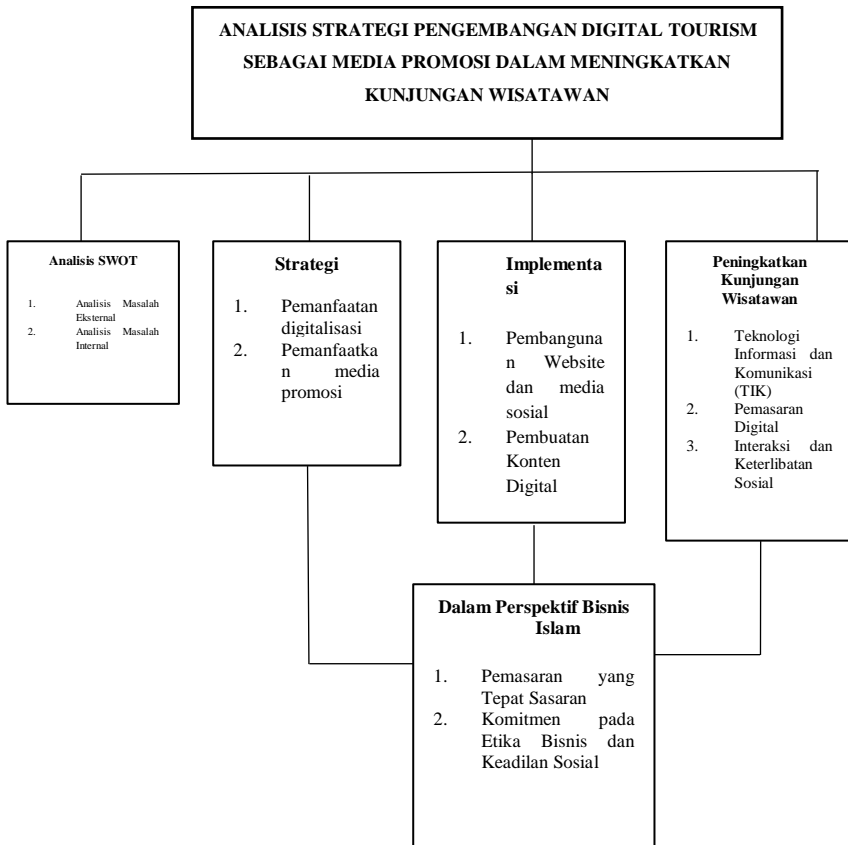 ANALISIS STRATEGI PENGEMBANGAN DIGITAL TOURISM
SEBAGAI MEDIA PROMOSI DALAM MENINGKATKAN
KUNJUNGAN WISATAWAN
Analisis SWOT
1. Analisis Masalah
Eksternal
2. Analisis Masalah
Internal
Strategi
1. Pemanfaatan
digitalisasi
2. Pemanfaatka
n media
promosi
Implementa
si
1. Pembanguna
n Website
dan media
sosial
2. Pembuatan
Konten
Digital
Peningkatkan
Kunjungan
Wisatawan
1. Teknologi
Informasi dan
Komunikasi
(TIK)
2. Pemasaran
Digital
3. Interaksi dan
Keterlibatan
Sosial
Dalam Perspektif Bisnis
Islam
1. Pemasaran yang
Tepat Sasaran
2. Komitmen pada
Etika Bisnis dan
Keadilan Sosial